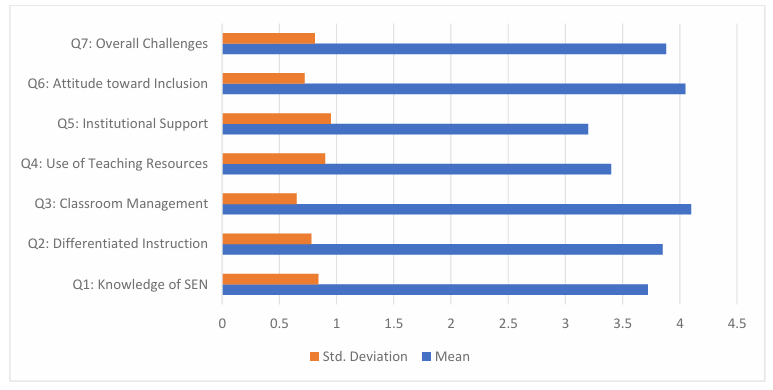 Q7: Overall Challenges
Q6: Attitude toward Inclusion
Q5: Institutional Support
Q4: Use of Teaching Resources
Q3: Classroom Management
Q2: Differentiated Instruction
Q1: Knowledge of SEN
0 0.5 1 1.5 2 2.5 3 3.5 4 4.5
Std. Deviation Mean